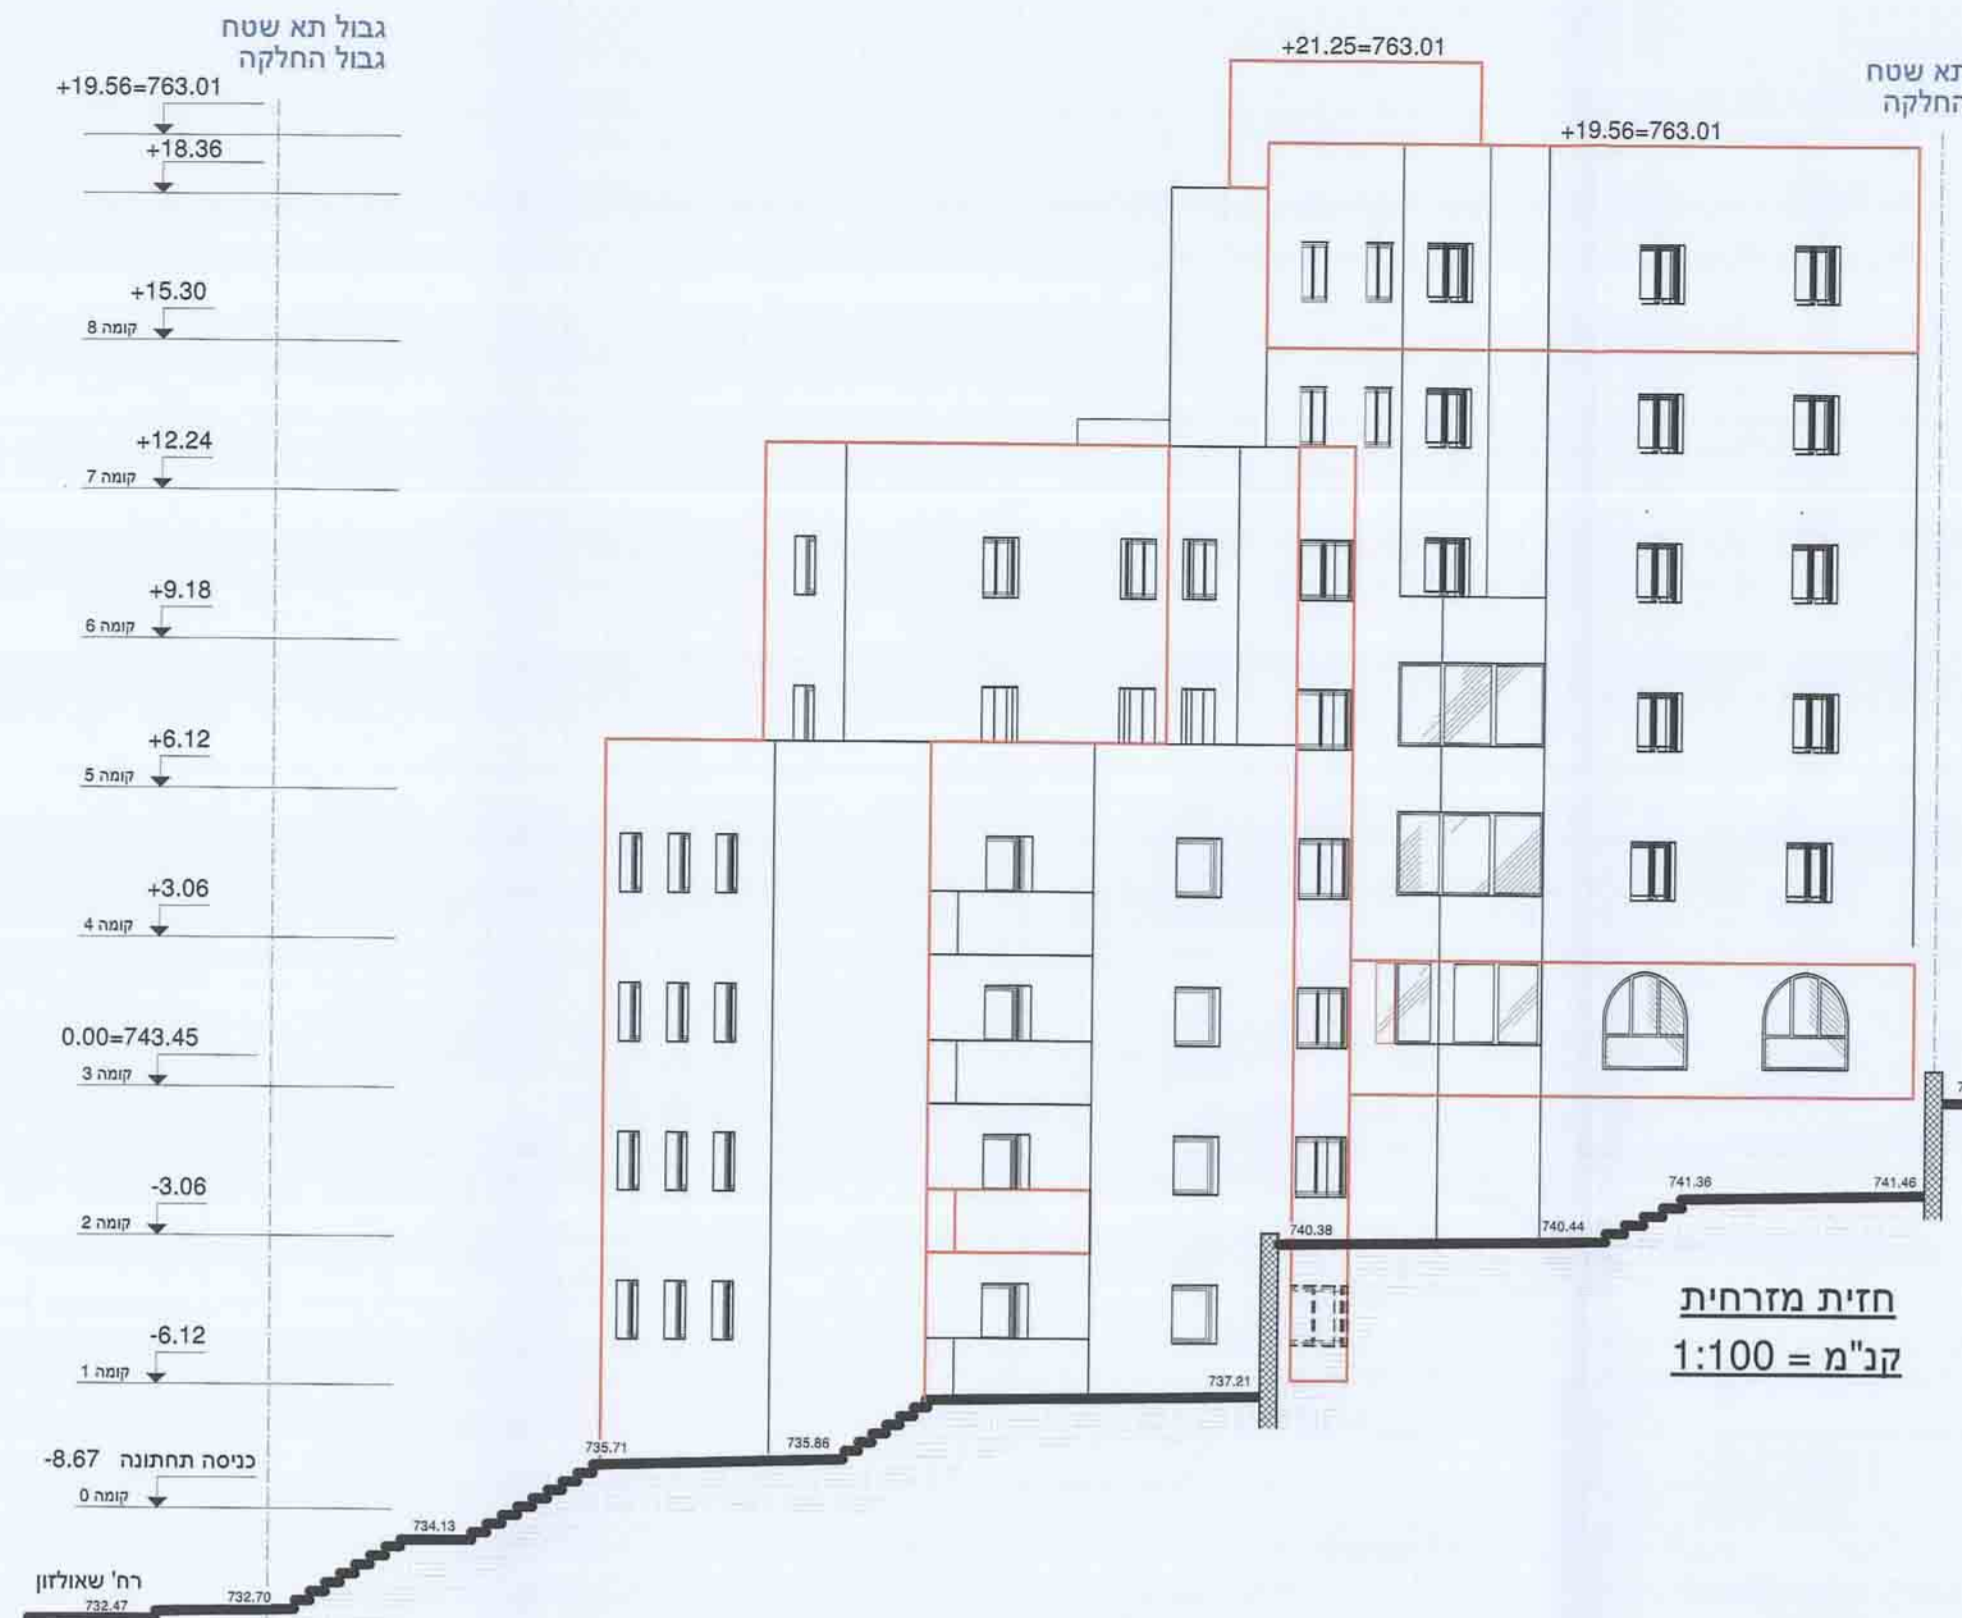 גבול תא שטח
גבול החלקה
+19.56=763.01
+18.36
+15.30
קומה 8
+12.24
קומה 7
+9.18
קומה 6
+6.12
קומה 5
+3.06
קומה 4
0.00=743.45
קומה 3
-3.06
קומה 2
-6.12
קומה 1
-8.67 כניסה תחתונה
קומה 0
רח' שאולזון
732.47
732.70
734.13
735.71
735.86
737.21
740.38
740.44
741.36
741.46
+21.25=763.01
+19.56=763.01
תא שטח
החלקה
חזית מזרחית
קנ"מ = 1:100